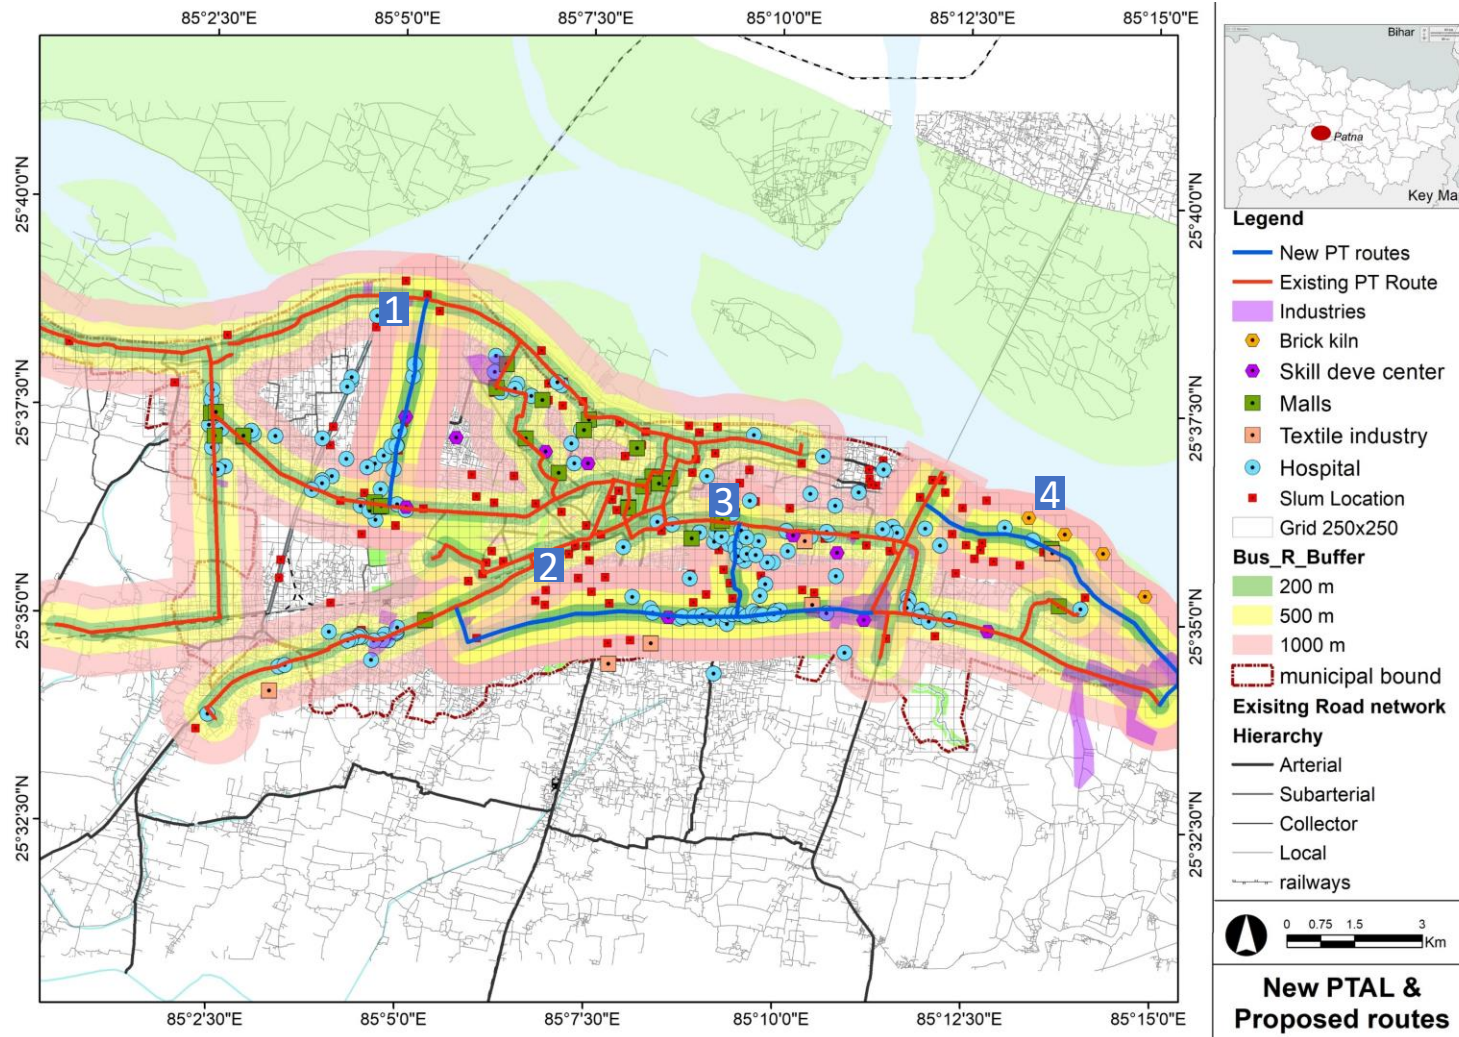 85°2'30"E 85°5'0"E 85°7'30"E 85°10'0"E 85°12'30"E 85°15'0"E
25°40'0"N 25°40'0"N
25°37'30"N 25°37'30"N
25°35'0"N 25°35'0"N
25°32'30"N 25°32'30"N
1
2
3
4
85°2'30"E 85°5'0"E 85°7'30"E 85°10'0"E 85°12'30"E 85°15'0"E
Bihar
Patna
Key Ma
Legend
New PT routes
Existing PT Route
Industries
Brick kiln
Skill deve center
Malls
Textile industry
Hospital
Slum Location
Grid 250x250
Bus_R_Buffer
200 m
500 m
1000 m
municipal bound
Exisitng Road network
Hierarchy
Arterial
Subarterial
Collector
Local
railways
0 0.75 1.5 3
Km
New PTAL &
Proposed routes